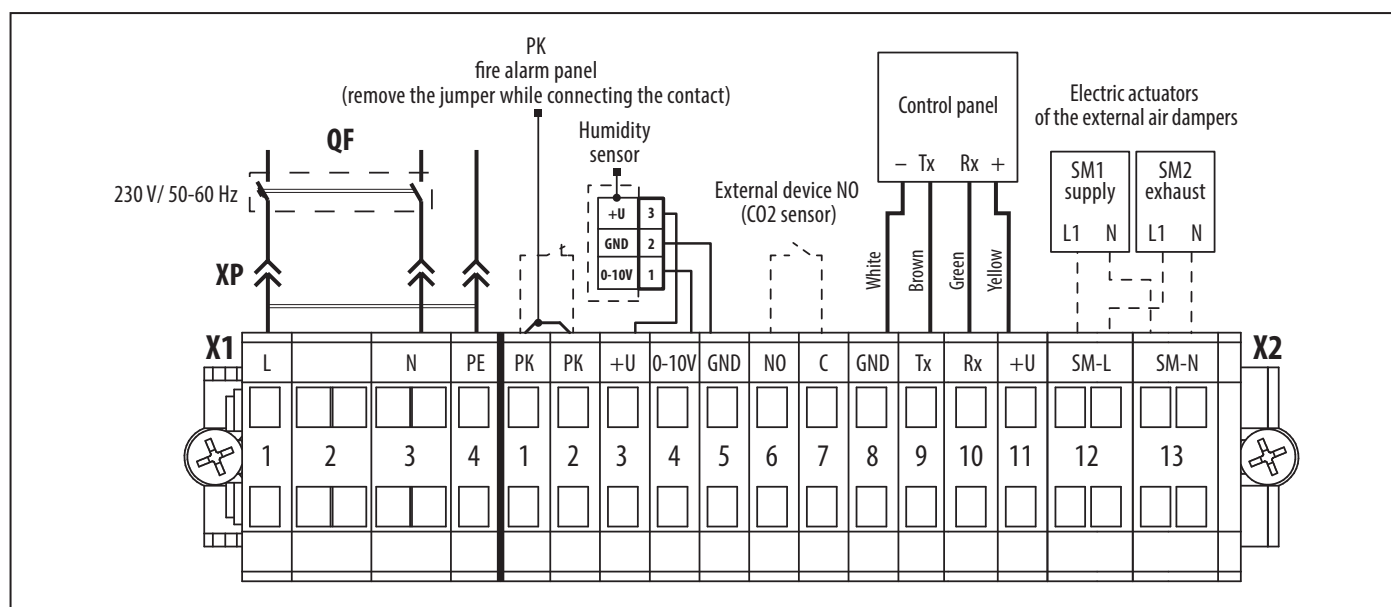 PK
fire alarm panel
(remove the jumper while connecting the contact)
QF
230 V/ 50-60 Hz
XP
Humidity
sensor
+U 3
GND 2
0-10V 1
External device NO
(CO2 sensor)
Control panel
– Tx Rx +
White
Brown
Green
Yellow
Electric actuators
of the external air dampers
SM1
supply
L1 N
SM2
exhaust
L1 N
X1
X2
L N PE PK PK +U 0-10V GND NO C GND Tx Rx +U SM-L SM-N
1 2 3 4 1 2 3 4 5 6 7 8 9 10 11 12 13